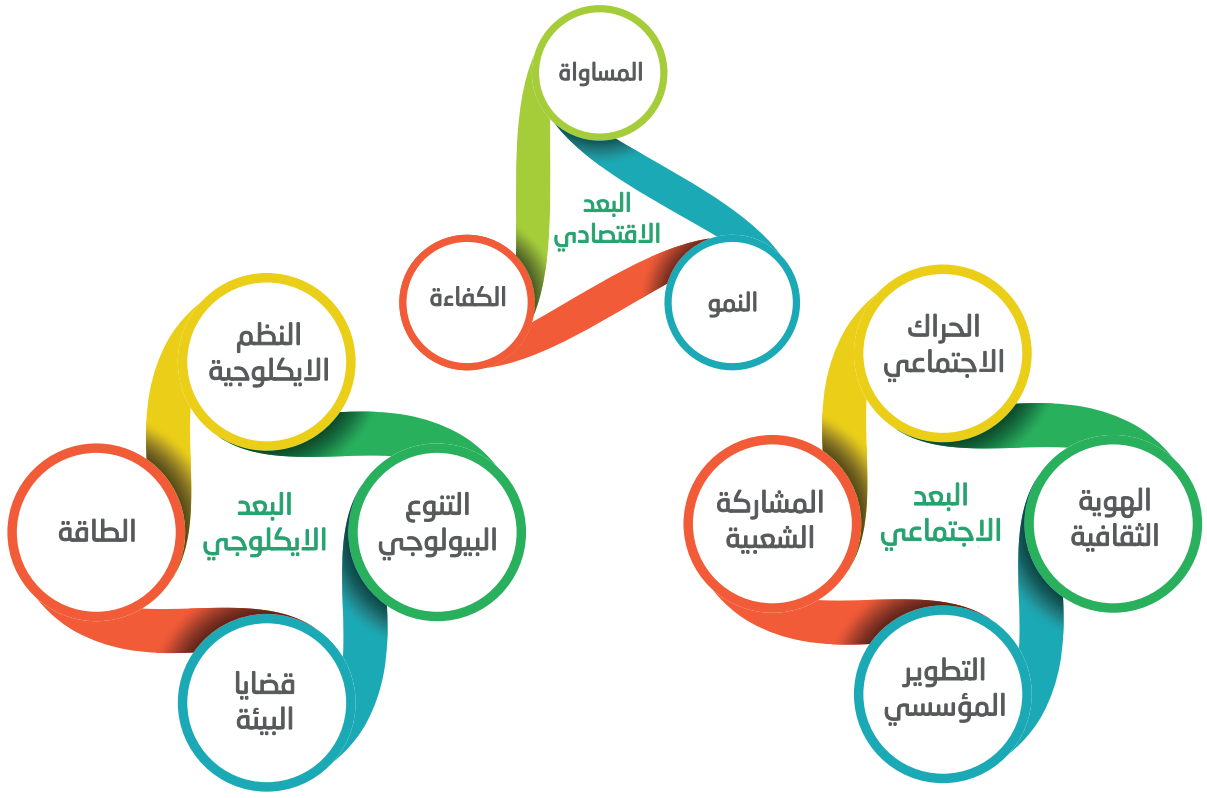 المساواة
البعد
الاقتصادي
النمو
الكفاءة
الحراك
الاجتماعي
الهوية
الثقافية
البعد
الاجتماعي
المشاركة
الشعبية
التطوير
المؤسسي
النظم
الايكلوجية
التنوع
البيولوجي
البعد
الايكلوجي
الطاقة
قضايا
البيئة